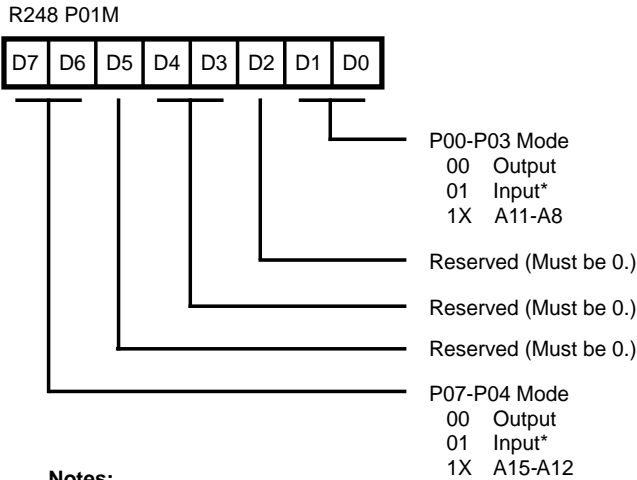 R248 P01M
D7 D6 D5 D4 D3 D2 D1 D0
P00-P03 Mode
00 Output
01 Input*
1X A11-A8
Reserved (Must be 0.)
Reserved (Must be 0.)
Reserved (Must be 0.)
P07-P04 Mode
00 Output
01 Input*
1X A15-A12
Notes: